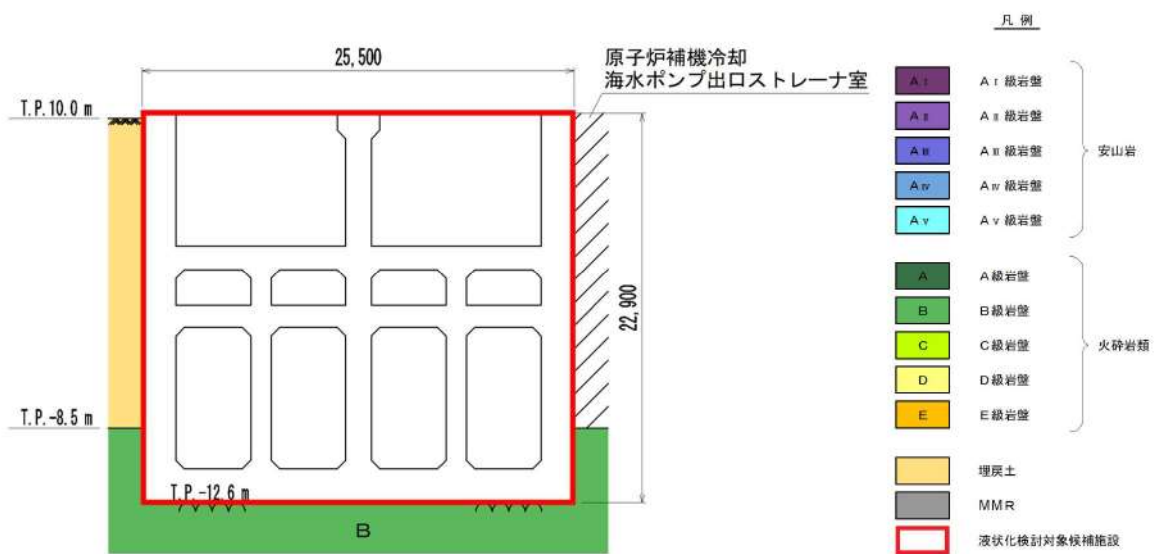 25,500
原子炉補機冷却
海水ポンプ出口ストレーナ室
T.P.10.0 m
22,900
T.P.-8.5 m
T.P.-12.6 m
B
凡 例
AⅠ AⅠ級岩盤
AⅡ AⅡ級岩盤
AⅢ AⅢ級岩盤
AⅣ AⅣ級岩盤
AⅤ AⅤ級岩盤
安山岩
A A級岩盤
B B級岩盤
C C級岩盤
D D級岩盤
E E級岩盤
火砕岩類
埋戻土
MMR
液状化検討対象候補施設